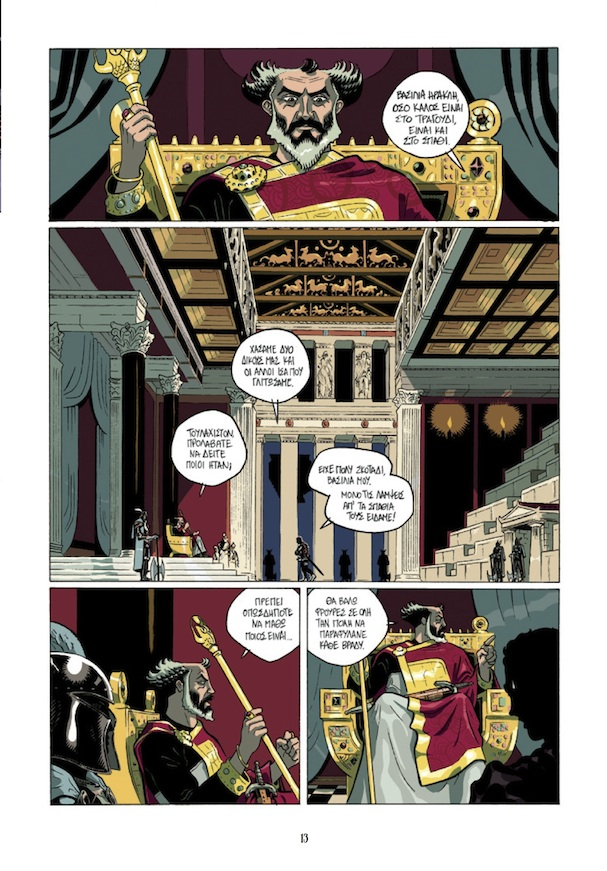 ΒΑΣΙΛΙΑ ΗΡΑΚΛΗ,
ΟΣΟ ΚΑΛΟΣ ΕΙΝΑΙ
ΣΤΟ ΤΡΑΓΟΥΔΙ,
ΕΙΝΑΙ ΚΑΙ
ΣΤΟ ΣΠΑΘΙ.
ΧΑΣΑΜΕ ΔΥΟ
ΔΙΚΟΥΣ ΜΑΣ ΚΑΙ
ΟΙ ΑΛΛΟΙ ΙΣΑ ΠΟΥ
ΓΛΙΤΩΣΑΜΕ.
ΤΟΥΛΑΧΙΣΤΟΝ
ΠΡΟΛΑΒΑΤΕ
ΝΑ ΔΕΙΤΕ
ΠΟΙΟΙ ΗΤΑΝ;
ΕΙΧΕ ΠΟΛΥ ΣΚΟΤΑΔΙ,
ΒΑΣΙΛΙΑ ΜΟΥ.
ΜΟΝΟ ΤΙΣ ΛΑΜΨΕΙΣ
ΑΠ' ΤΑ ΣΠΑΘΙΑ
ΤΟΥΣ ΕΙΔΑΜΕ!
ΠΡΕΠΕΙ
ΟΠΩΣΔΗΠΟΤΕ
ΝΑ ΜΑΘΩ
ΠΟΙΟΣ ΕΙΝΑΙ...
ΘΑ ΒΑΛΩ
ΦΡΟΥΡΕΣ ΣΕ ΟΛΗ
ΤΗΝ ΠΟΛΗ ΝΑ
ΠΑΡΑΦΥΛΑΝΕ
ΚΑΘΕ ΒΡΑΔΥ.
13